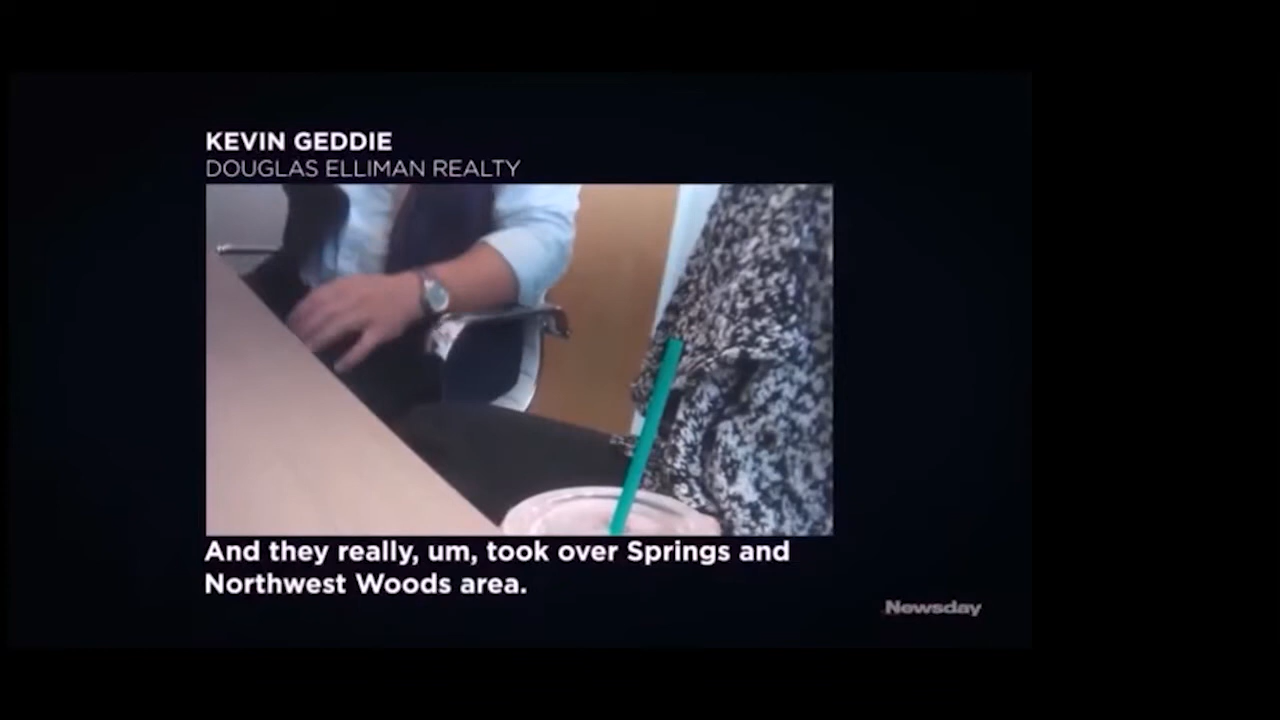 KEVIN GEDDIE
DOUGLAS ELLIMAN REALTY
And they really, um, took over Springs and
Northwest Woods area.
Newsday